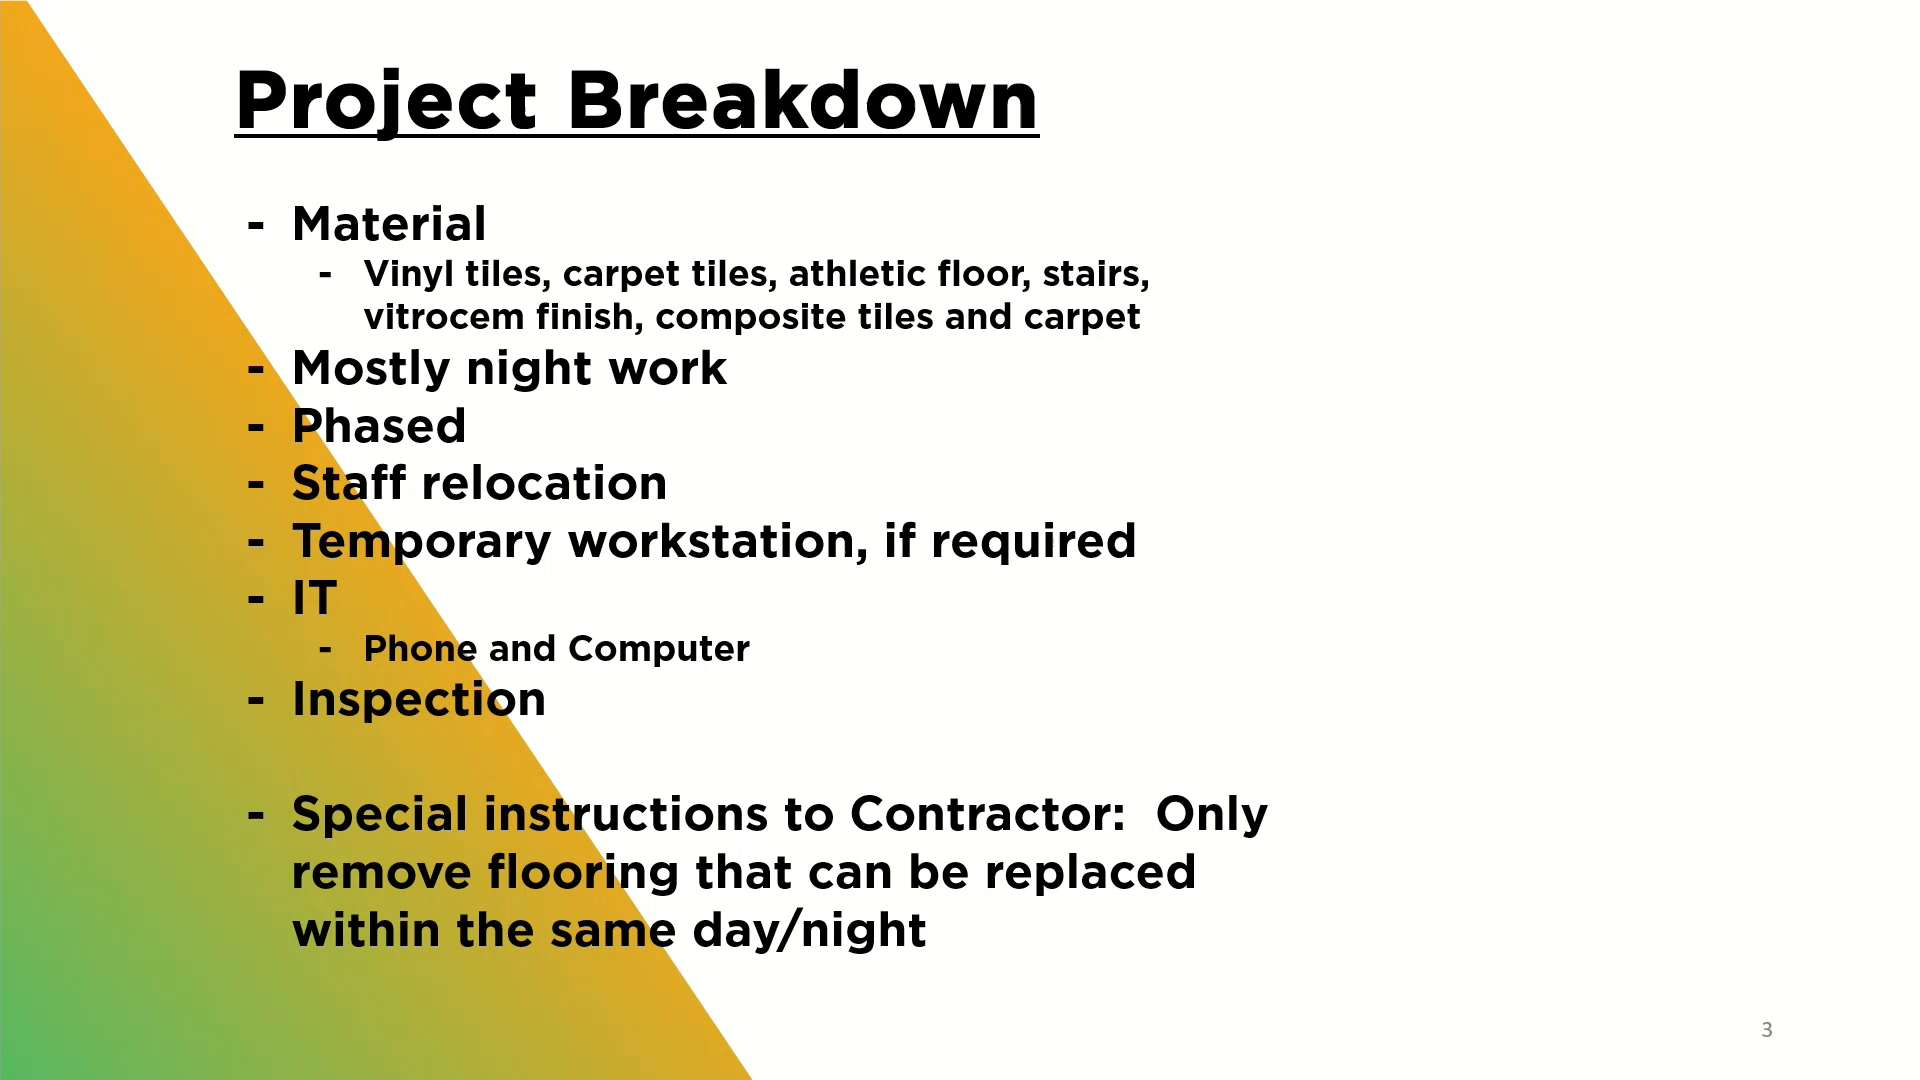 Project Breakdown
- Material
- Vinyl tiles, carpet tiles, athletic floor, stairs,
vitrocem finish, composite tiles and carpet
- Mostly night work
- Phased
- Staff relocation
- Temporary workstation, if required
- IT
- Phone and Computer
- Inspection
- Special instructions to Contractor:  Only
remove flooring that can be replaced
within the same day/night
3